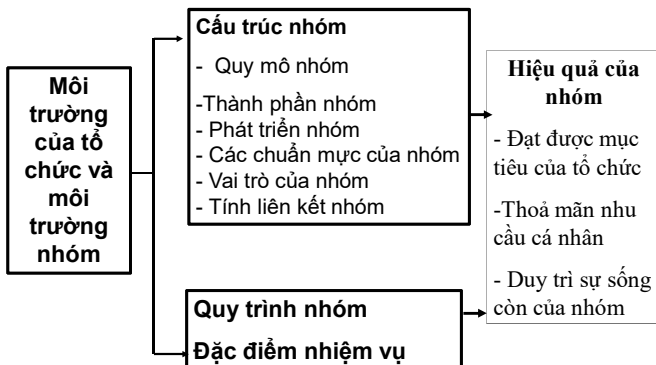 Môi
trường
của tổ
chức và
môi
trường
nhóm
Cấu trúc nhóm
- Quy mô nhóm
-Thành phần nhóm
- Phát triển nhóm
- Các chuẩn mực của nhóm
- Vai trò của nhóm
- Tính liên kết nhóm
Quy trình nhóm
Đặc điểm nhiệm vụ
Hiệu quả của
nhóm
- Đạt được mục
tiêu của tổ chức
-Thoả mãn nhu
cầu cá nhân
- Duy trì sự sống
còn của nhóm